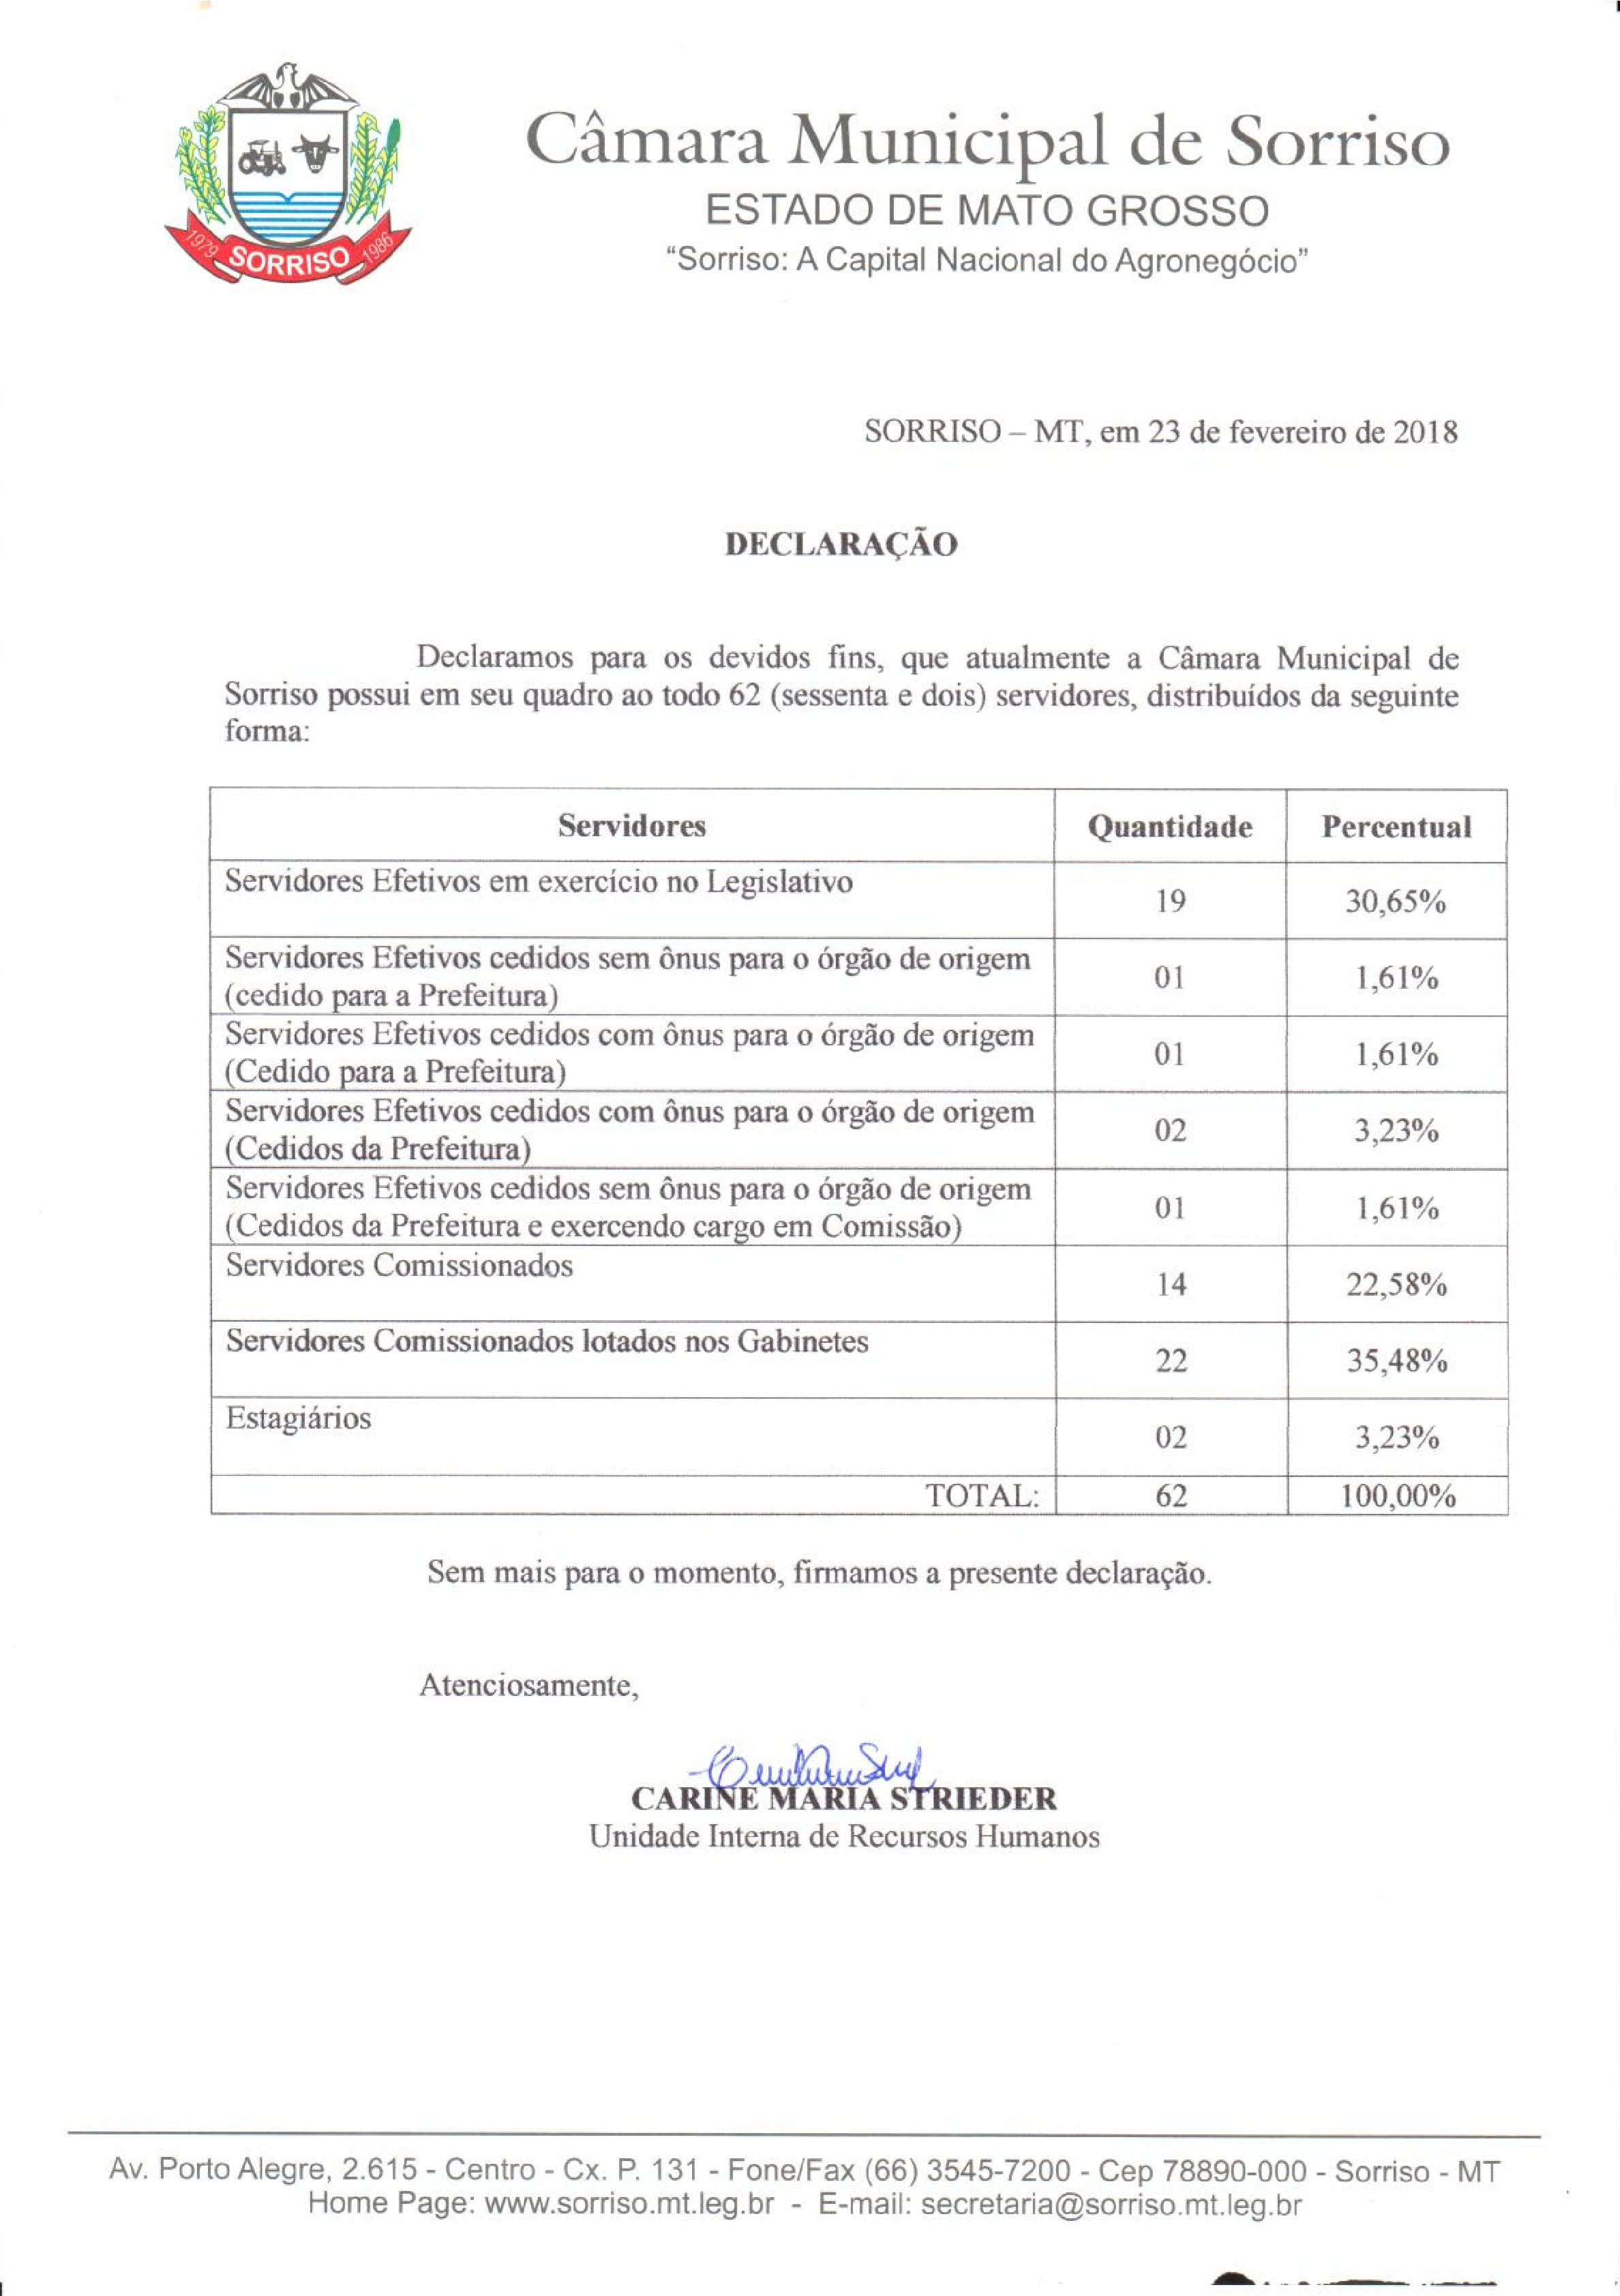 1979 SORRISO 1986
Câmara Municipal de Sorriso
ESTADO DE MATO GROSSO
“Sorriso: A Capital Nacional do Agronegócio”
SORRISO – MT, em 23 de fevereiro de 2018
DECLARAÇÃO
Declaramos para os devidos fins, que atualmente a Câmara Municipal de
Sorriso possui em seu quadro ao todo 62 (sessenta e dois) servidores, distribuídos da seguinte
forma:
Servidores Quantidade Percentual
Servidores Efetivos em exercício no Legislativo 19 30,65%
Servidores Efetivos cedidos sem ônus para o órgão de origem
(cedido para a Prefeitura) 01 1,61%
Servidores Efetivos cedidos com ônus para o órgão de origem
(Cedido para a Prefeitura) 01 1,61%
Servidores Efetivos cedidos com ônus para o órgão de origem
(Cedidos da Prefeitura) 02 3,23%
Servidores Efetivos cedidos sem ônus para o órgão de origem
(Cedidos da Prefeitura e exercendo cargo em Comissão) 01 1,61%
Servidores Comissionados 14 22,58%
Servidores Comissionados lotados nos Gabinetes 22 35,48%
Estagiários 02 3,23%
TOTAL: 62 100,00%
Sem mais para o momento, firmamos a presente declaração.
Atenciosamente,
CARINE MARIA STRIEDER
Unidade Interna de Recursos Humanos
Av. Porto Alegre, 2.615 - Centro - Cx. P. 131 - Fone/Fax (66) 3545-7200 - Cep 78890-000 - Sorriso - MT
Home Page: www.sorriso.mt.leg.br - E-mail: secretaria@sorriso.mt.leg.br